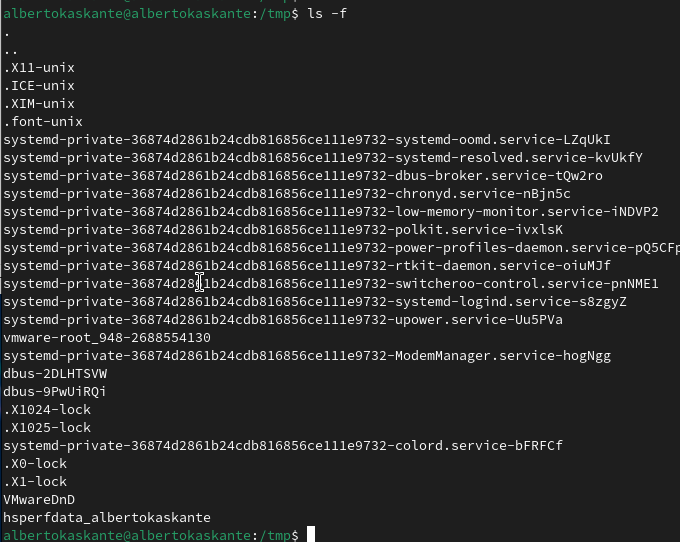 albertokaskante@albertokaskante:/tmp$ ls -f
.
..
.X11-unix
.ICE-unix
.XIM-unix
.font-unix
systemd-private-36874d2861b24cdb816856ce111e9732-systemd-oomd.service-LZqUkI
systemd-private-36874d2861b24cdb816856ce111e9732-systemd-resolved.service-kvUkfY
systemd-private-36874d2861b24cdb816856ce111e9732-dbus-broker.service-tQw2ro
systemd-private-36874d2861b24cdb816856ce111e9732-chronyd.service-nBjn5c
systemd-private-36874d2861b24cdb816856ce111e9732-low-memory-monitor.service-iNDVP2
systemd-private-36874d2861b24cdb816856ce111e9732-polkit.service-ivxlsK
systemd-private-36874d2861b24cdb816856ce111e9732-power-profiles-daemon.service-pQ5CFp
systemd-private-36874d2861b24cdb816856ce111e9732-rtkit-daemon.service-oiuMJf
systemd-private-36874d2861b24cdb816856ce111e9732-switcheroo-control.service-pnNME1
systemd-private-36874d2861b24cdb816856ce111e9732-systemd-logind.service-s8zgyZ
systemd-private-36874d2861b24cdb816856ce111e9732-upower.service-Uu5PVa
vmware-root_948-2688554130
systemd-private-36874d2861b24cdb816856ce111e9732-ModemManager.service-hogNgg
dbus-2DLHTSVW
dbus-9PwUiRQi
.X1024-lock
.X1025-lock
systemd-private-36874d2861b24cdb816856ce111e9732-colord.service-bFRFCf
.X0-lock
.X1-lock
VMwareDnD
hsperfdata_albertokaskante
albertokaskante@albertokaskante:/tmp$